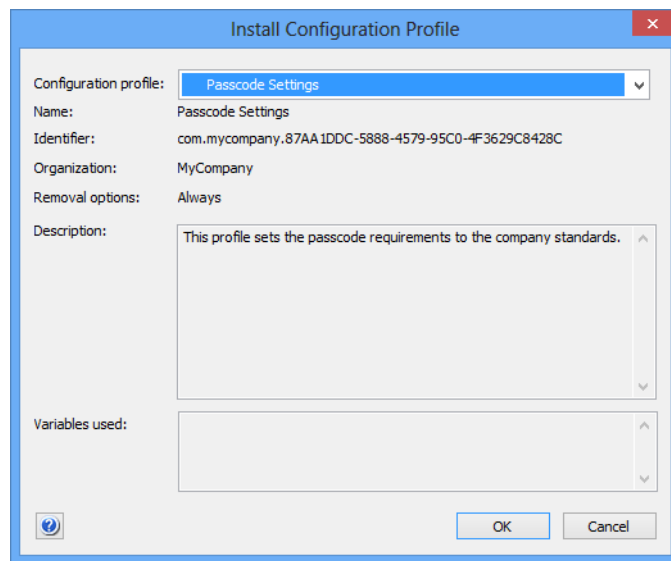 Install Configuration Profile
Configuration profile: Passcode Settings
Name: Passcode Settings
Identifier: com.mycompany.87AA1DDC-5888-4579-95C0-4F3629C8428C
Organization: MyCompany
Removal options: Always
Description: This profile sets the passcode requirements to the company standards.
Variables used:
OK Cancel